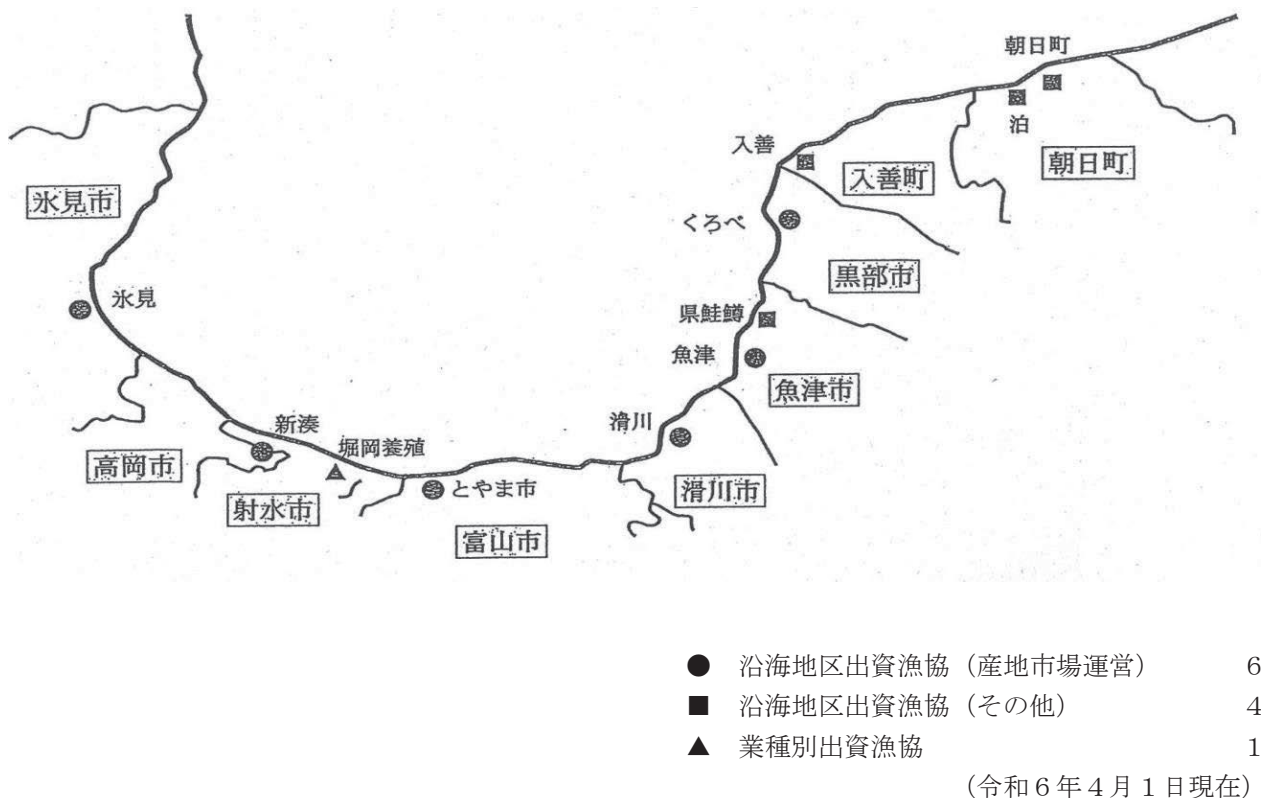 朝日町
泊
朝日町
入善
入善町
氷見市
くろべ
黒部市
氷見
県鮭鱒
魚津
魚津市
滑川
新湊
堀岡養殖
高岡市
とやま市
滑川市
射水市
富山市
● 沿海地区出資漁協（産地市場運営） 6
■ 沿海地区出資漁協（その他） 4
▲ 業種別出資漁協 1
（令和６年４月１日現在）